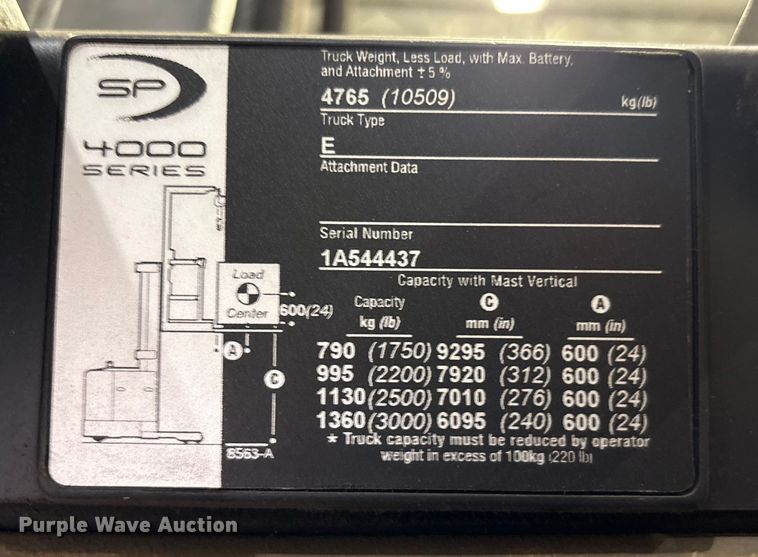 SP
4000
SERIES
Truck Weight, Less Load, with Max. Battery,
and Attachment ± 5 %
4765 (10509) kg(lb)
Truck Type
E
Attachment Data
Serial Number
1A544437
Capacity with Mast Vertical
Capacity C A
kg (lb) mm (in) mm (in)
790 (1750) 9295 (366) 600 (24)
995 (2200) 7920 (312) 600 (24)
1130 (2500) 7010 (276) 600 (24)
1360 (3000) 6095 (240) 600 (24)
* Truck capacity must be reduced by operator
weight in excess of 100kg (220 lb)
Load
Center
600(24)
A
C
8563-A
Purple Wave Auction